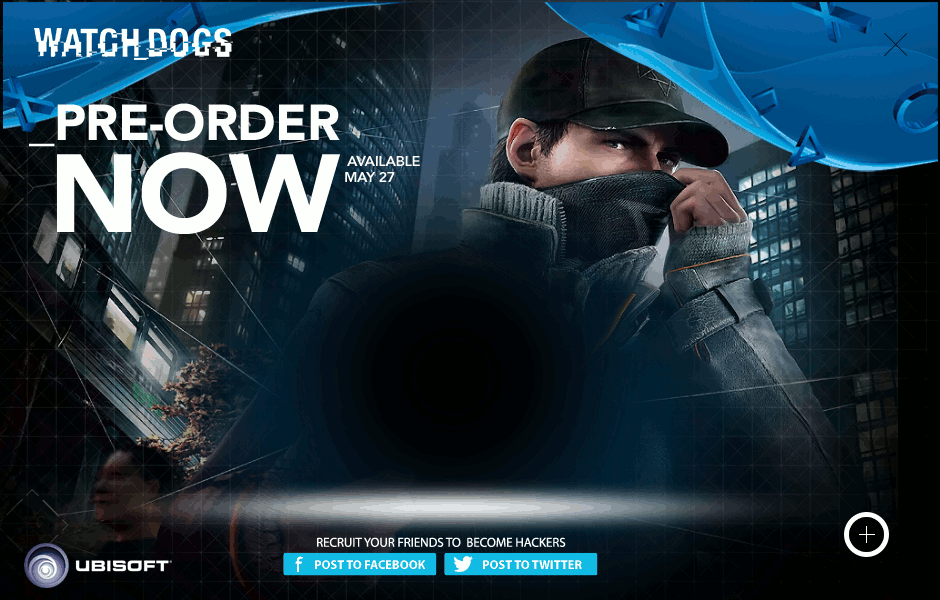 WATCH_DOGS
_PRE-ORDER
NOW
AVAILABLE
MAY 27
RECRUIT YOUR FRIENDS TO BECOME HACKERS
f POST TO FACEBOOK
POST TO TWITTER
UBISOFT